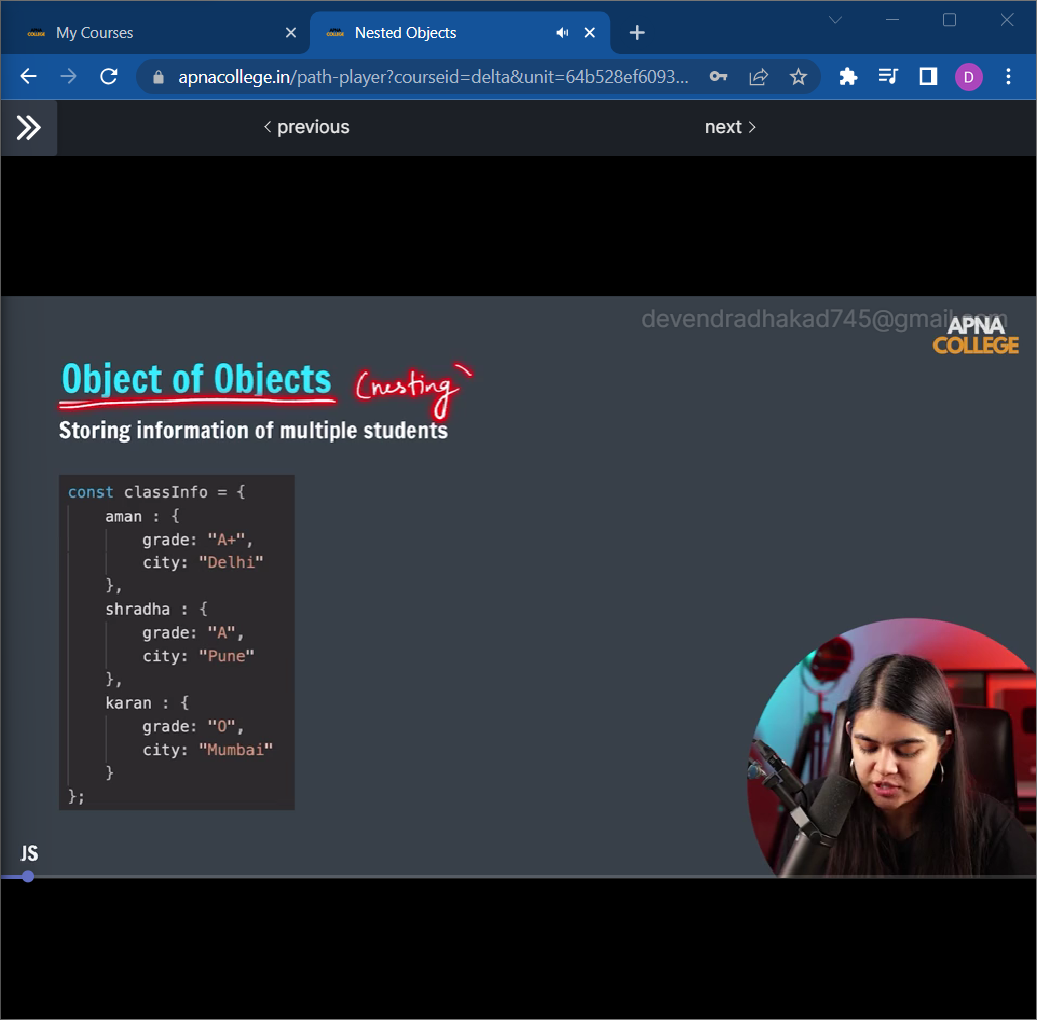 My Courses
Nested Objects
apnacollege.in/path-player?courseid=delta&unit=64b528ef6093...
D
previous
next
devendradhakad745@gmail.com
APNA
COLLEGE
Object of Objects (nesting)
Storing information of multiple students
const classInfo = {
aman : {
grade: "A+",
city: "Delhi"
},
shradha : {
grade: "A",
city: "Pune"
},
karan : {
grade: "O",
city: "Mumbai"
}
};
JS